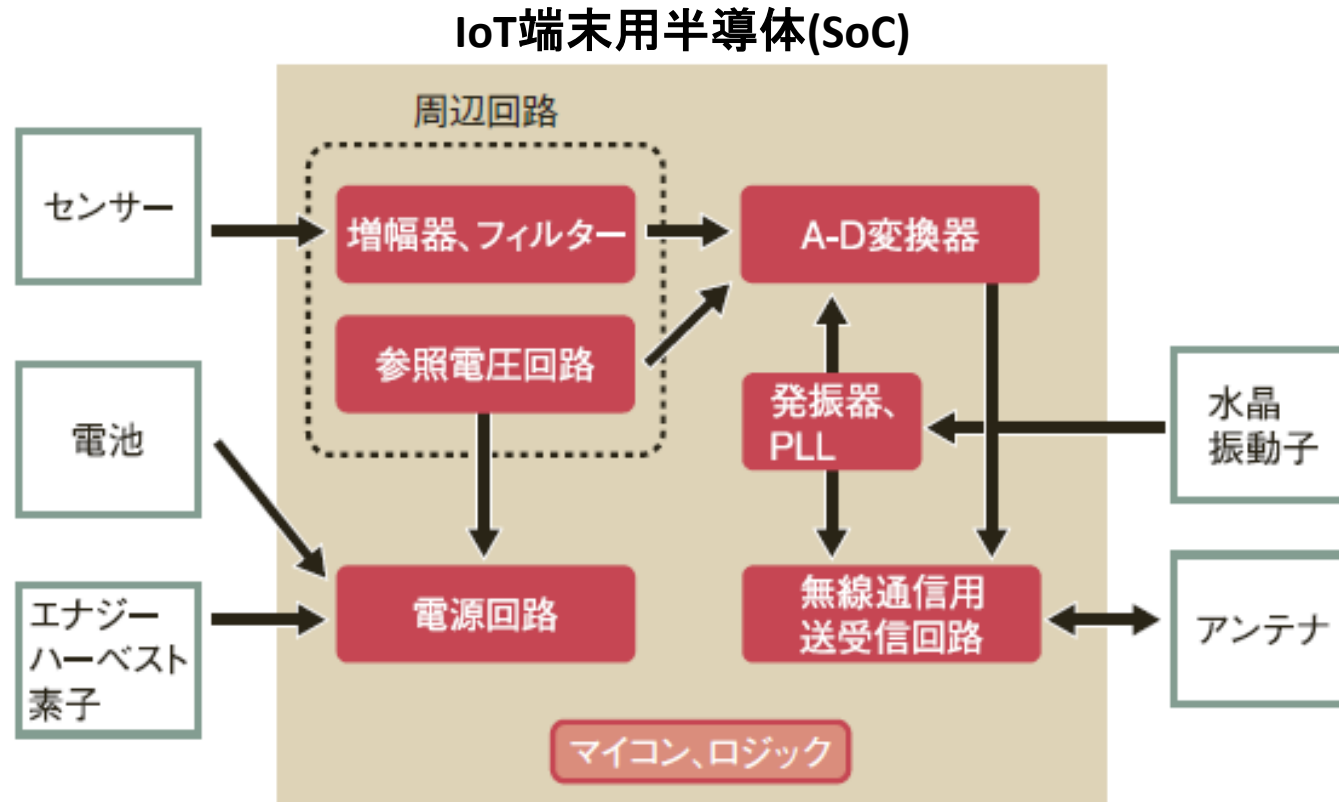 IoT端末用半導体(SoC)
周辺回路
センサー
増幅器、フィルター
A-D変換器
参照電圧回路
電池
発振器、
PLL
水晶
振動子
エナジー
ハーベスト
素子
電源回路
無線通信用
送受信回路
アンテナ
マイコン、ロジック